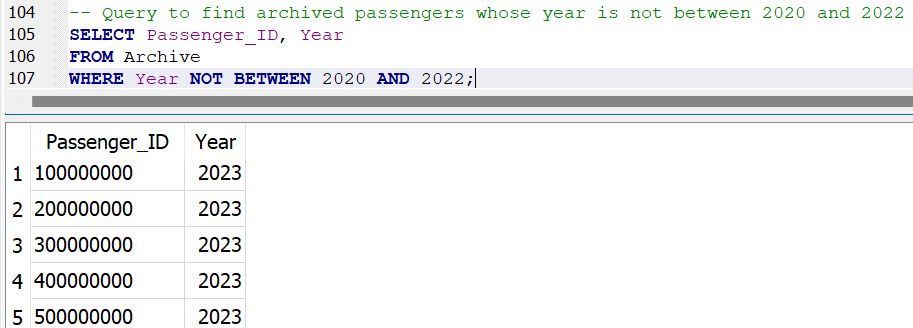 104 -- Query to find archived passengers whose year is not between 2020 and 2022
105 SELECT Passenger_ID, Year
106 FROM Archive
107 WHERE Year NOT BETWEEN 2020 AND 2022;
Passenger_ID Year
1 100000000 2023
2 200000000 2023
3 300000000 2023
4 400000000 2023
5 500000000 2023